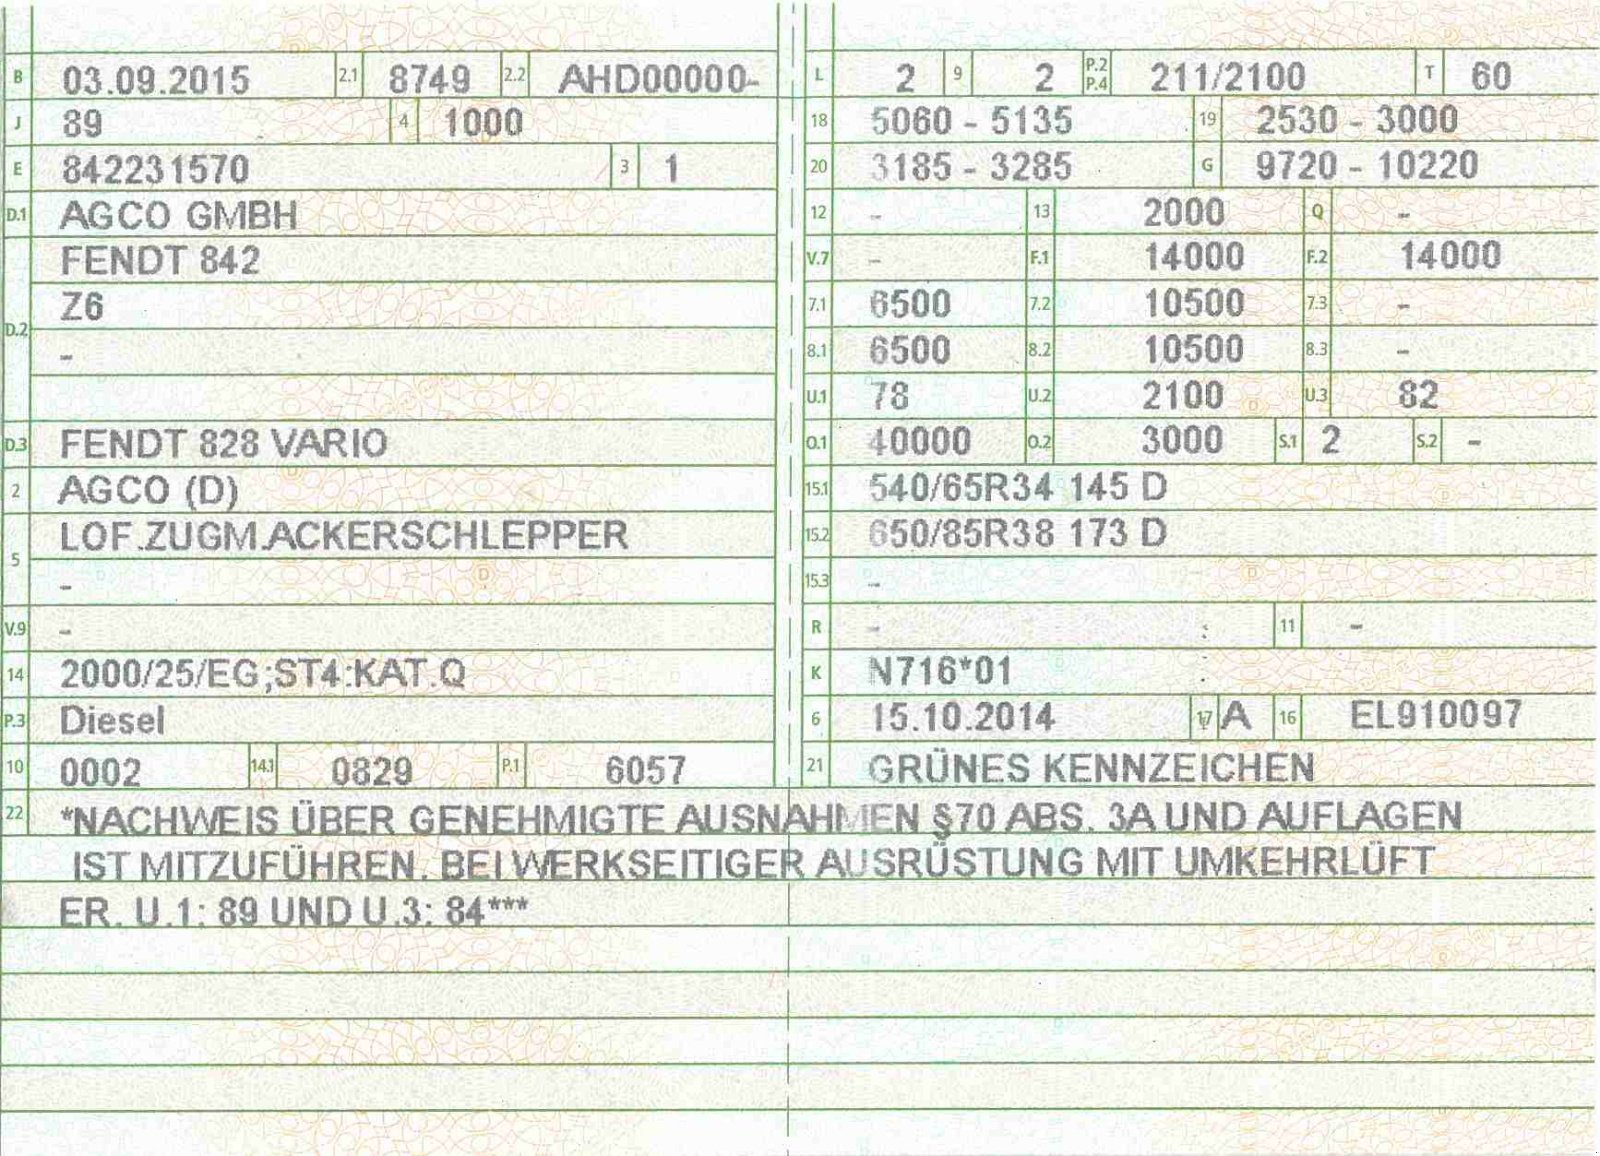 B 03.09.2015 2.1 8749 2.2 AHD00000-
J 89 4 1000
E 842231570 3 1
D.1 AGCO GMBH
FENDT 842
Z6
D.2
-
D.3 FENDT 828 VARIO
2 AGCO (D)
LOF.ZUGM.ACKERSCHLEPPER
5
-
V.9 -
14 2000/25/EG;ST4:KAT.Q
P.3 Diesel
10 0002 14.1 0829 P.1 6057
L 2 9 2 P.2 P.4 211/2100 T 60
18 5060 - 5135 19 2530 - 3000
20 3185 - 3285 G 9720 - 10220
12 - 13 2000 Q -
V.7 - F.1 14000 F.2 14000
7.1 6500 7.2 10500 7.3 -
8.1 6500 8.2 10500 8.3 -
U.1 78 U.2 2100 U.3 82
O.1 40000 O.2 3000 S.1 2 S.2 -
15.1 540/65R34 145 D
15.2 650/85R38 173 D
15.3 -
R - 11 -
K N716*01
6 15.10.2014 17 A 16 EL910097
21 GRÜNES KENNZEICHEN
22 *NACHWEIS ÜBER GENEHMIGTE AUSNAHMEN §70 ABS. 3A UND AUFLAGEN
IST MITZUFÜHREN. BEI WERKSEITIGER AUSRÜSTUNG MIT UMKEHRLÜFT
ER. U.1: 89 UND U.3: 84***